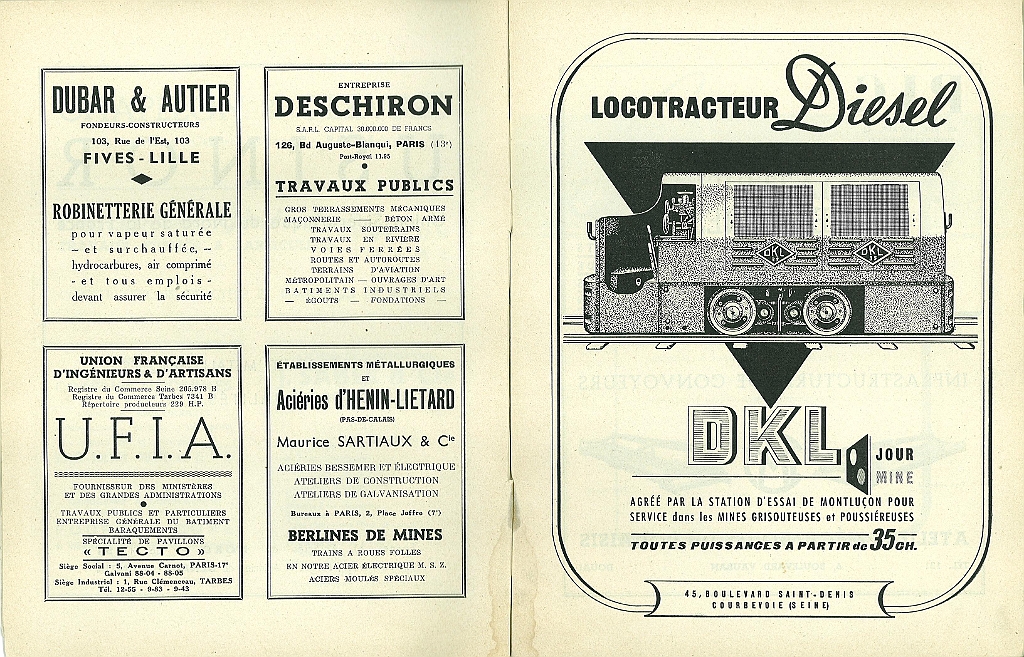 DUBAR & AUTIER
FONDEURS-CONSTRUCTEURS
103, Rue de l'Est, 103
FIVES - LILLE
ROBINETTERIE GÉNÉRALE
pour vapeur saturée
- et surchauffée, -
hydrocarbures, air comprimé
- et tous emplois -
devant assurer la sécurité
ENTREPRISE
DESCHIRON
S.A.R.L. CAPITAL 30.000.000 DE FRANCS
126, Bd Auguste-Blanqui, PARIS (13e)
Port-Royal 11.35
TRAVAUX PUBLICS
GROS TERRASSEMENTS MÉCANIQUES
MAÇONNERIE — BÉTON ARMÉ
TRAVAUX SOUTERRAINS
TRAVAUX EN RIVIÈRE
VOIES FERRÉES
ROUTES ET AUTOROUTES
TERRAINS D'AVIATION
MÉTROPOLITAIN — OUVRAGES D'ART
BATIMENTS INDUSTRIELS
— ÉGOUTS — FONDATIONS —
UNION FRANÇAISE
D'INGÉNIEURS & D'ARTISANS
Registre du Commerce Seine 265.978 B
Registre du Commerce Tarbes 7341 B
Répertoire producteurs 229 H.P.
U.F.I.A.
FOURNISSEUR DES MINISTÈRES
ET DES GRANDES ADMINISTRATIONS
TRAVAUX PUBLICS ET PARTICULIERS
ENTREPRISE GÉNÉRALE DU BATIMENT
BARAQUEMENTS
SPÉCIALITÉ DE PAVILLONS
« TECTO »
Siège Social : 5, Avenue Carnot, PARIS-17e
Galvani 88-04 - 88-05
Siège Industriel : 1, Rue Clémenceau, TARBES
Tél. 12-55 - 9-83 - 9-43
ÉTABLISSEMENTS MÉTALLURGIQUES
ET
Aciéries d'HENIN-LIETARD
(PAS-DE-CALAIS)
Maurice SARTIAUX & Cie
ACIÉRIES BESSEMER ET ÉLECTRIQUE
ATELIERS DE CONSTRUCTION
ATELIERS DE GALVANISATION
Bureaux à PARIS, 2, Place Joffre (7e)
BERLINES DE MINES
TRAINS A ROUES FOLLES
EN NOTRE ACIER ÉLECTRIQUE M. S. Z.
ACIERS MOULÉS SPÉCIAUX
LOCOTRACTEUR Diesel
DKL DKL
DKL
JOUR
MINE
AGRÉÉ PAR LA STATION D'ESSAI DE MONTLUÇON POUR
SERVICE dans les MINES GRISOUTEUSES et POUSSIÉREUSES
TOUTES PUISSANCES A PARTIR de 35 CH.
45, BOULEVARD SAINT-DENIS
COURBEVOIE (SEINE)